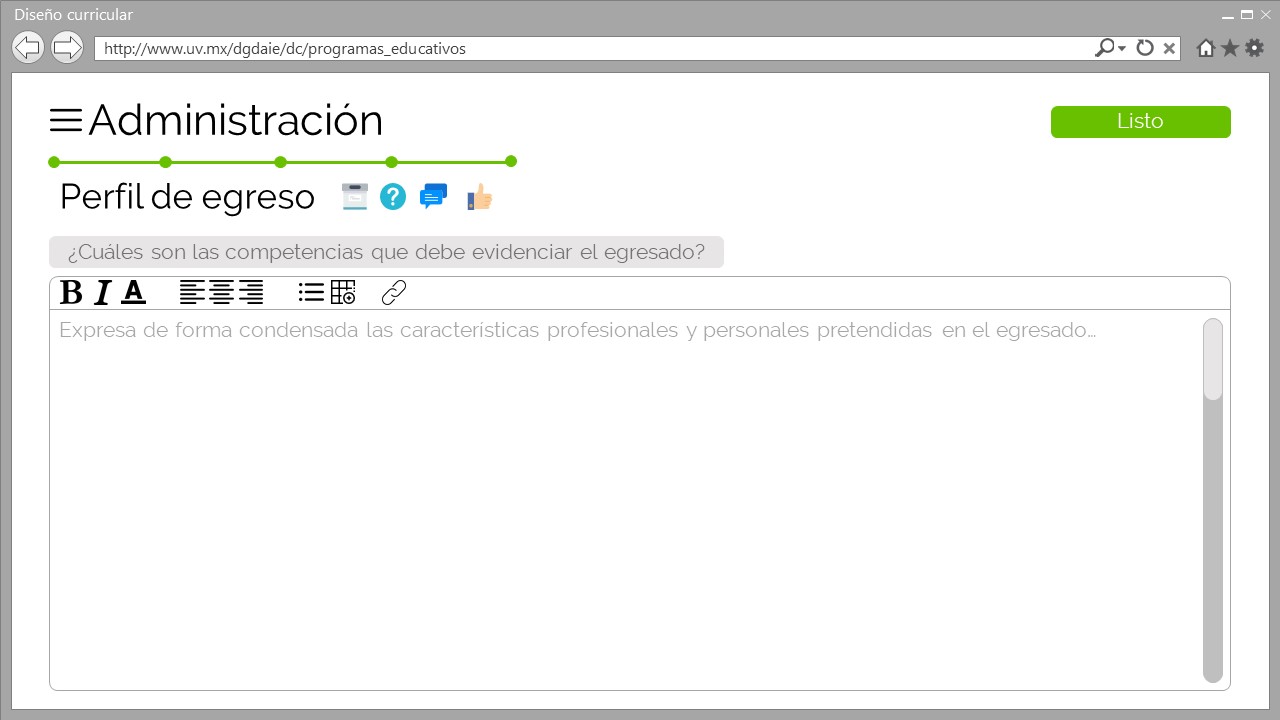 Diseño curricular
http://www.uv.mx/dgdaie/dc/programas_educativos
Administración
Listo
Perfil de egreso
¿Cuáles son las competencias que debe evidenciar el egresado?
B I A
Expresa de forma condensada las características profesionales y personales pretendidas en el egresado…